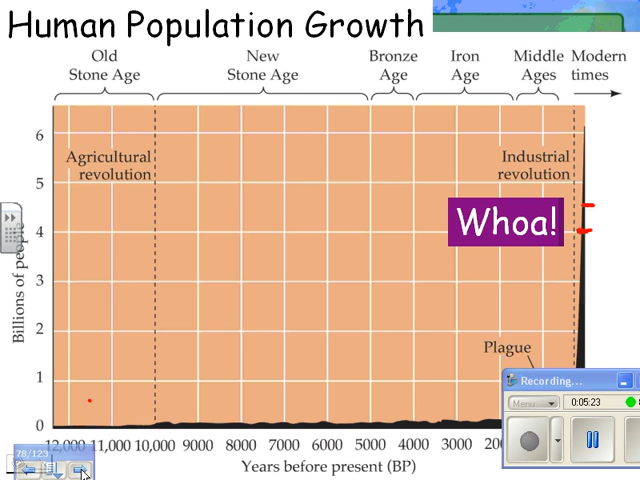 Human Population Growth
Old
Stone Age
New
Stone Age
Bronze
Age
Iron
Age
Middle
Ages
Modern
times
Agricultural
revolution
Industrial
revolution
Whoa!
Plague
Billions of people
6
5
4
3
2
1
0
12,000 11,000 10,000 9000 8000 7000 6000 5000 4000 3000
Years before present (BP)
Recording...
Menu
0:05:23
78/123